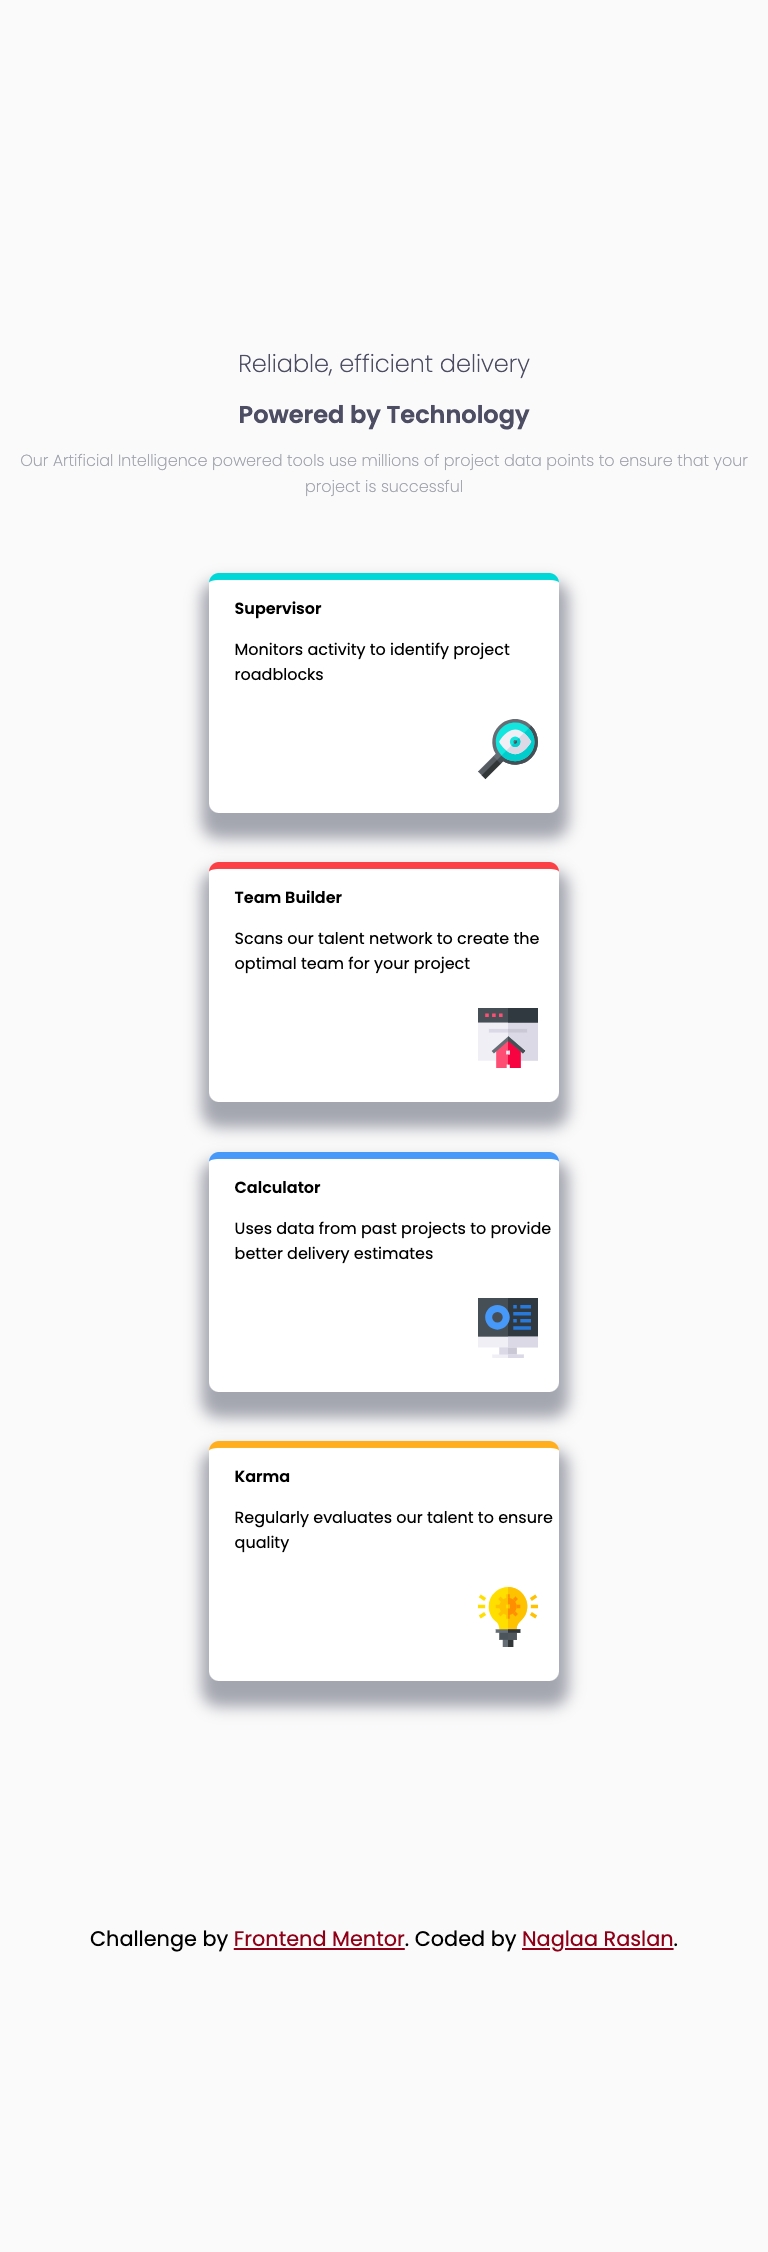 Reliable, efficient delivery
Powered by Technology
Our Artificial Intelligence powered tools use millions of project data points to ensure that your
project is successful
Supervisor
Monitors activity to identify project
roadblocks
Team Builder
Scans our talent network to create the
optimal team for your project
Calculator
Uses data from past projects to provide
better delivery estimates
Karma
Regularly evaluates our talent to ensure
quality
Challenge by Frontend Mentor. Coded by Naglaa Raslan.